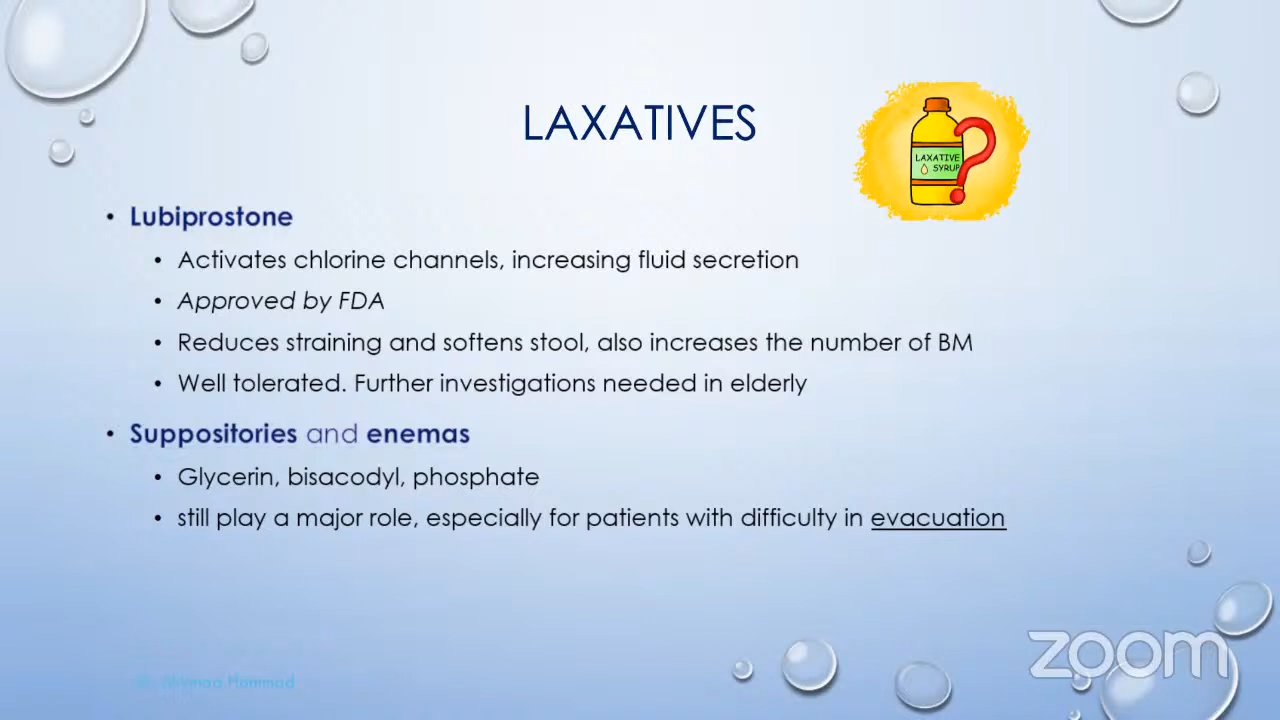 LAXATIVES
LAXATIVE
SYRUP
• Lubiprostone
• Activates chlorine channels, increasing fluid secretion
• Approved by FDA
• Reduces straining and softens stool, also increases the number of BM
• Well tolerated. Further investigations needed in elderly
• Suppositories and enemas
• Glycerin, bisacodyl, phosphate
• still play a major role, especially for patients with difficulty in evacuation
zoom